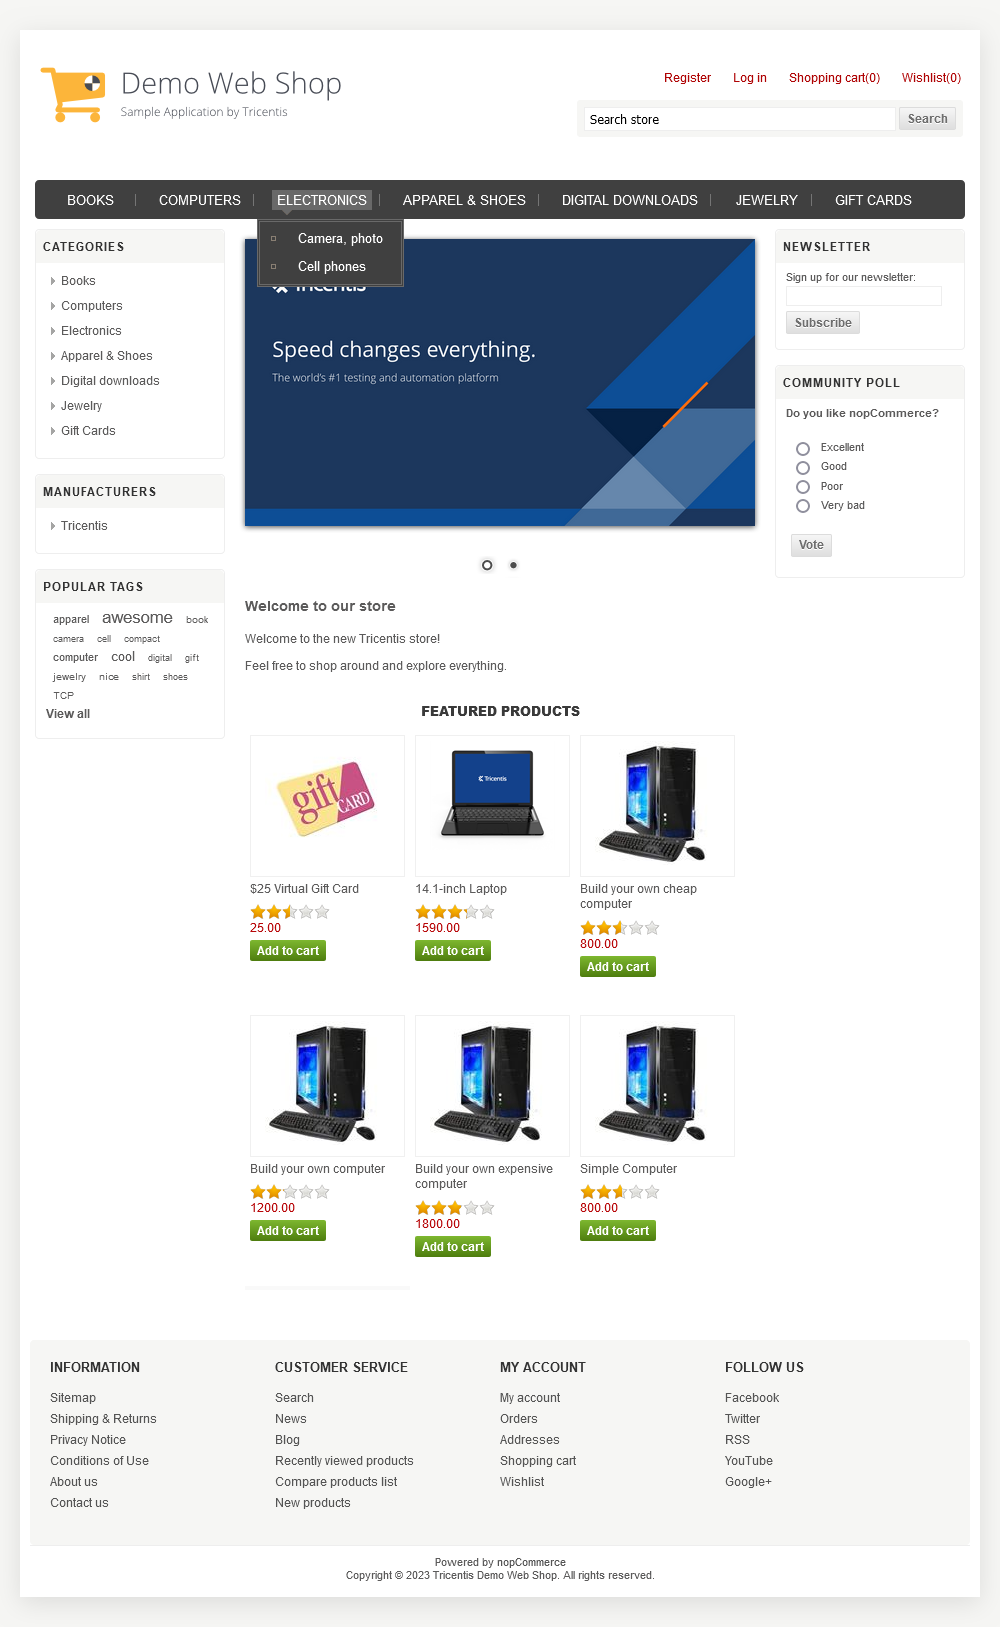 Demo Web Shop
Sample Application by Tricentis
Register Log in Shopping cart(0) Wishlist(0)
Search store Search
BOOKS COMPUTERS ELECTRONICS APPAREL & SHOES DIGITAL DOWNLOADS JEWELRY GIFT CARDS
Camera, photo
Cell phones
CATEGORIES
Books
Computers
Electronics
Apparel & Shoes
Digital downloads
Jewelry
Gift Cards
MANUFACTURERS
Tricentis
POPULAR TAGS
apparel awesome book
camera cell compact
computer cool digital gift
jewelry nice shirt shoes
TCP
View all
Tricentis
Speed changes everything.
The world's #1 testing and automation platform
Welcome to our store
Welcome to the new Tricentis store!
Feel free to shop around and explore everything.
FEATURED PRODUCTS
gift CARD
Tricentis
$25 Virtual Gift Card
25.00
Add to cart
14.1-inch Laptop
1590.00
Add to cart
Build your own cheap
computer
800.00
Add to cart
Build your own computer
1200.00
Add to cart
Build your own expensive
computer
1800.00
Add to cart
Simple Computer
800.00
Add to cart
NEWSLETTER
Sign up for our newsletter:
Subscribe
COMMUNITY POLL
Do you like nopCommerce?
Excellent
Good
Poor
Very bad
Vote
INFORMATION
Sitemap
Shipping & Returns
Privacy Notice
Conditions of Use
About us
Contact us
CUSTOMER SERVICE
Search
News
Blog
Recently viewed products
Compare products list
New products
MY ACCOUNT
My account
Orders
Addresses
Shopping cart
Wishlist
FOLLOW US
Facebook
Twitter
RSS
YouTube
Google+
Powered by nopCommerce
Copyright © 2023 Tricentis Demo Web Shop. All rights reserved.